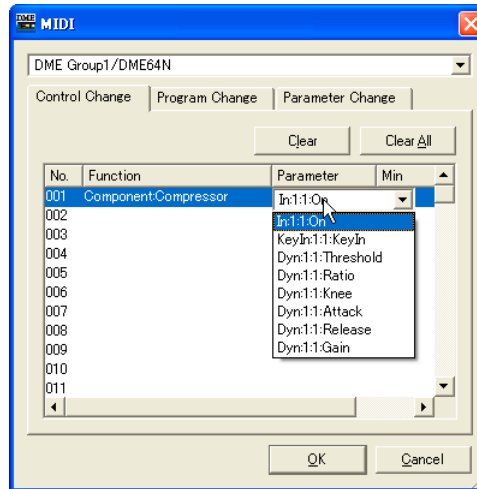 DME MIDI
DME Group1/DME64N
Control Change Program Change Parameter Change
Clear Clear All
No. Function Parameter Min
001 Component:Compressor In:1:1:On
002 In:1:1:On
003 KeyIn:1:1:KeyIn
004 Dyn:1:1:Threshold
005 Dyn:1:1:Ratio
006 Dyn:1:1:Knee
007 Dyn:1:1:Attack
008 Dyn:1:1:Release
009 Dyn:1:1:Gain
010
011
OK Cancel